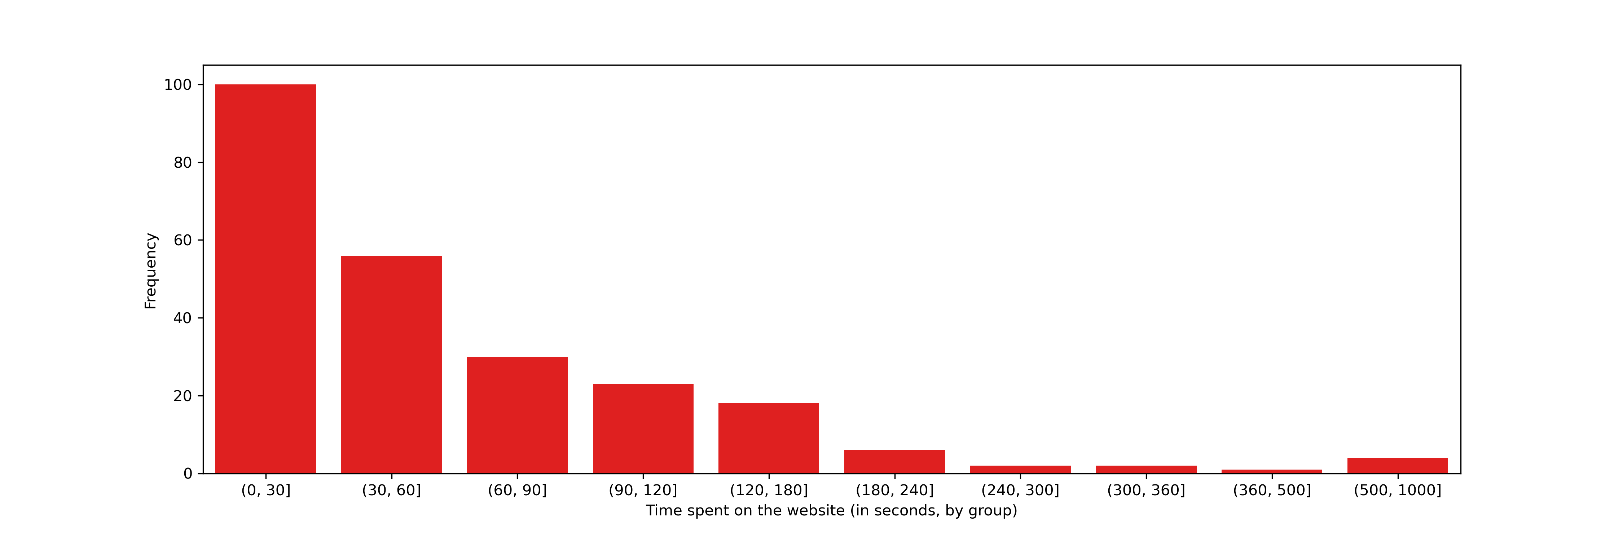 100
80
60
40
20
0
Frequency
(0, 30] (30, 60] (60, 90] (90, 120] (120, 180] (180, 240] (240, 300] (300, 360] (360, 500] (500, 1000]
Time spent on the website (in seconds, by group)